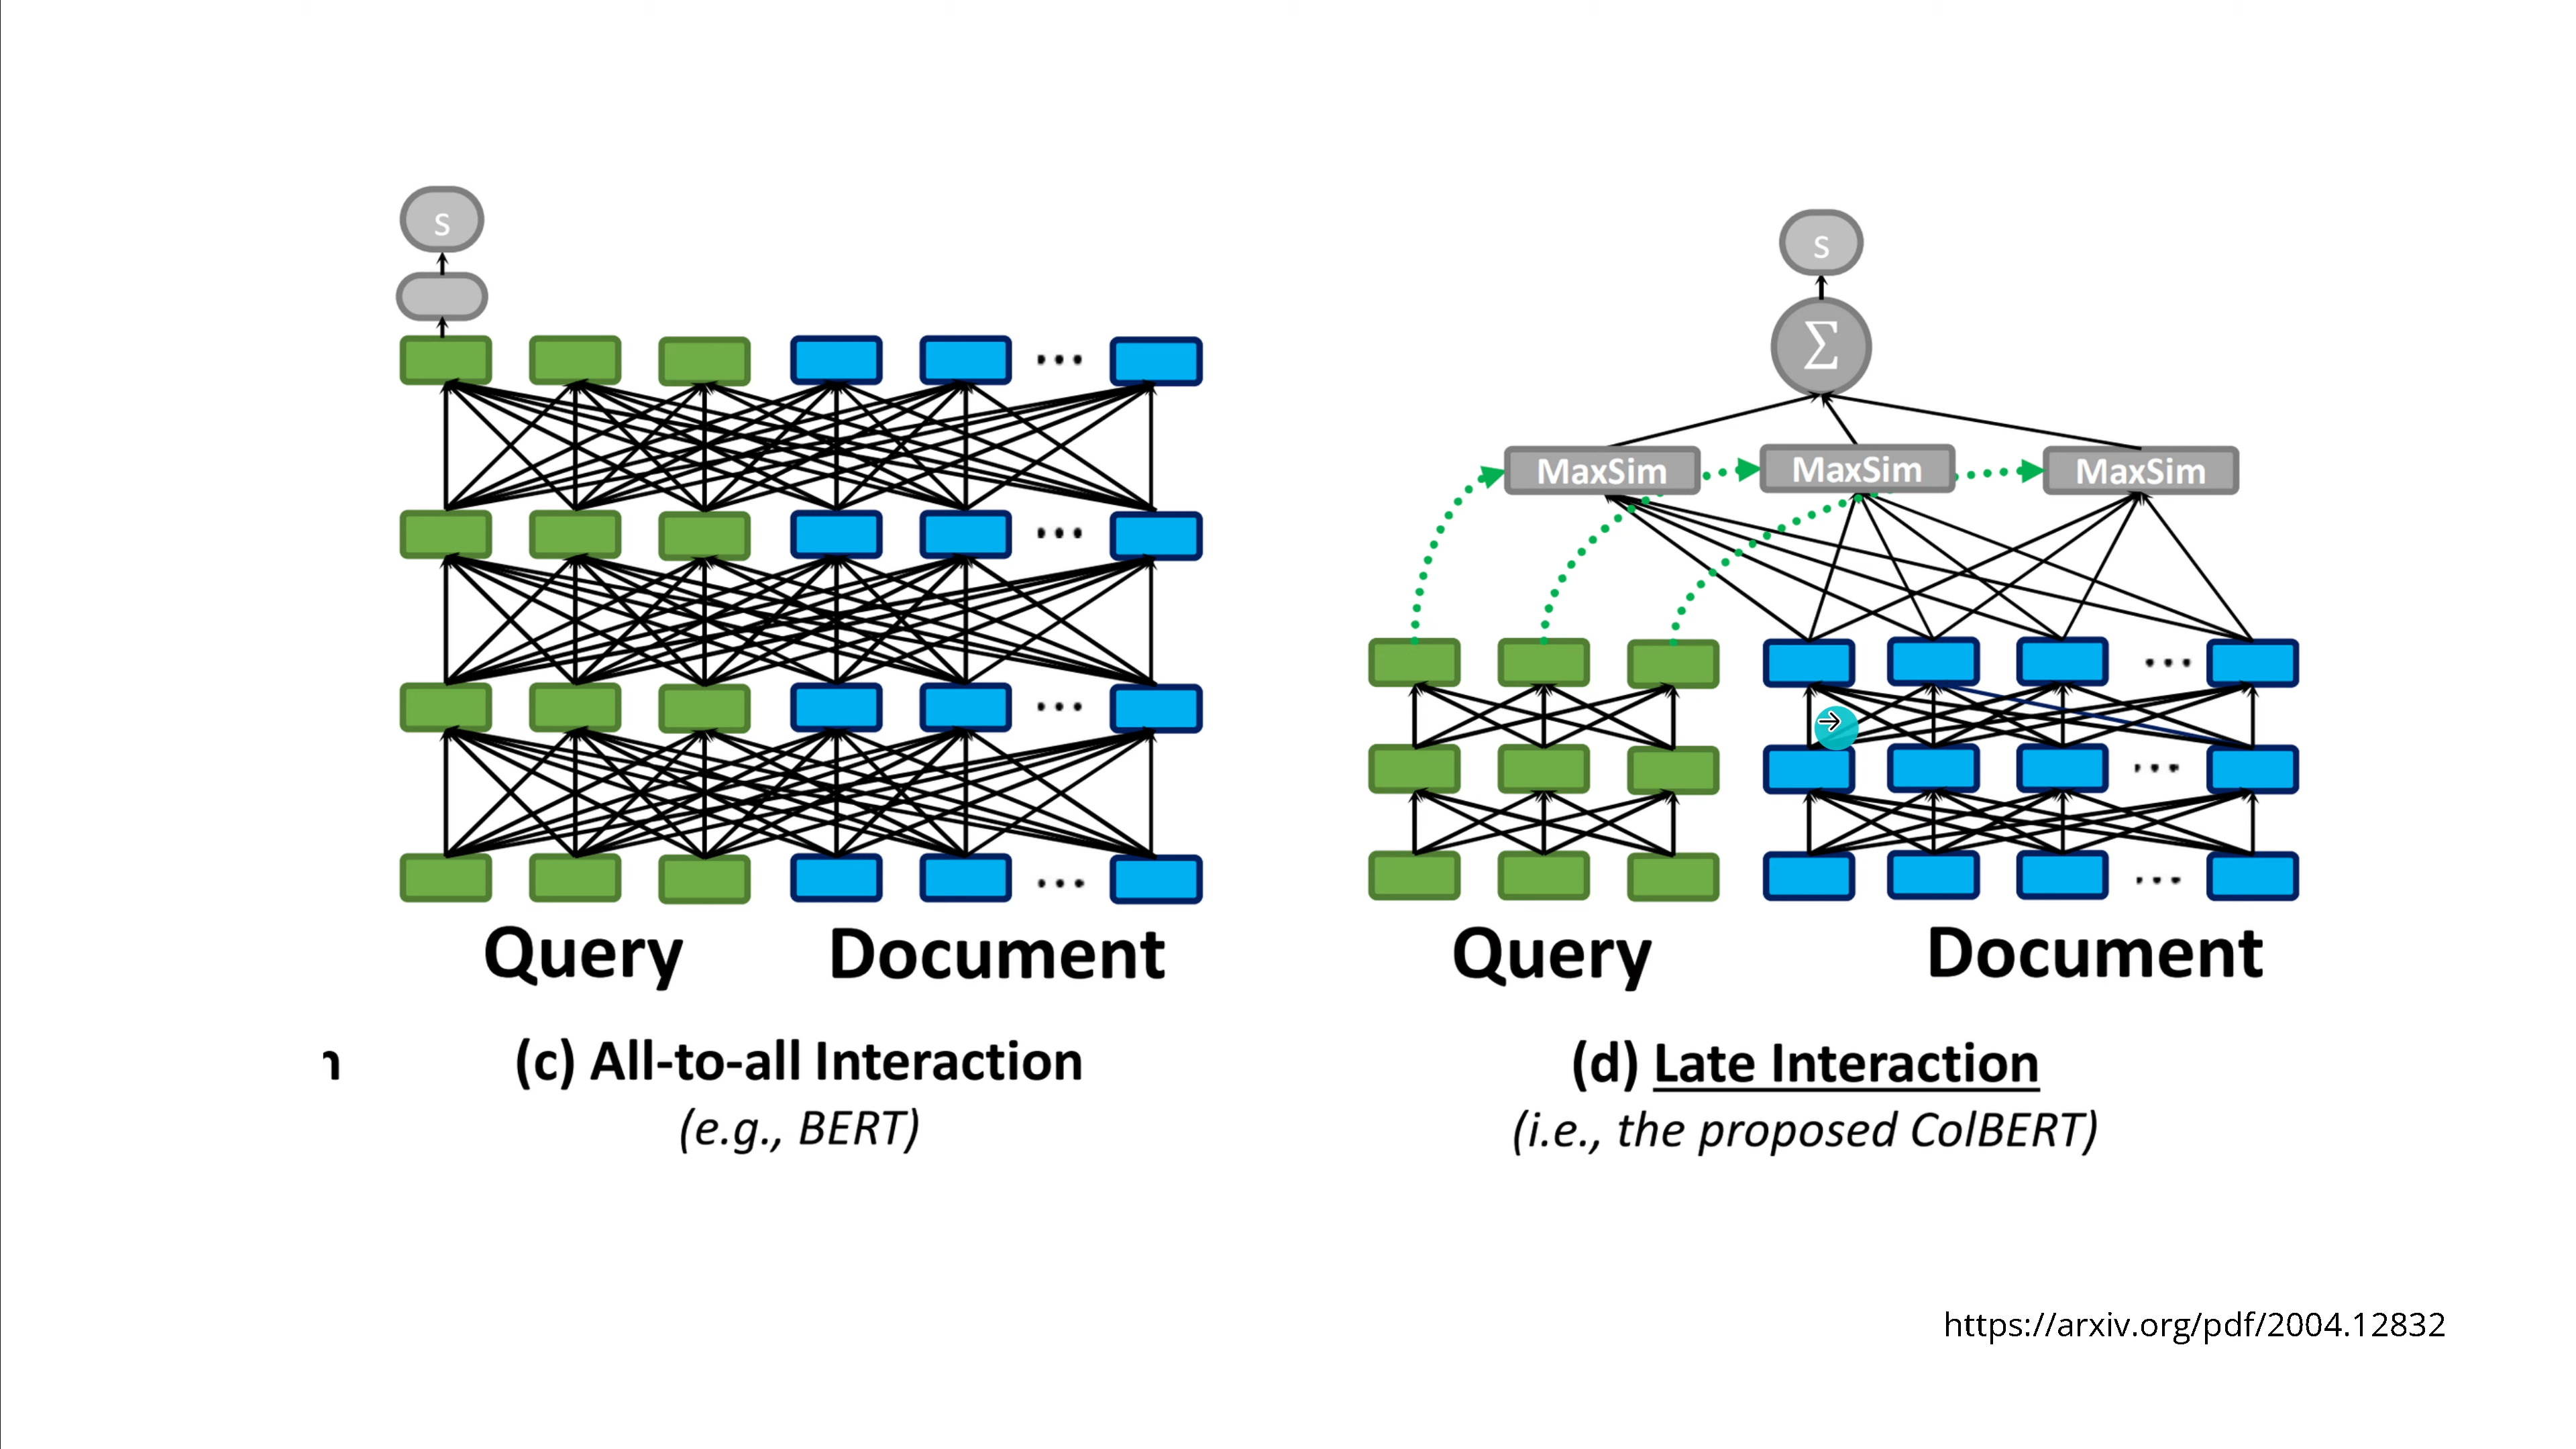 s
s
Σ
MaxSim MaxSim MaxSim
Query Document
Query Document
n
(c) All-to-all Interaction
(e.g., BERT)
(d) Late Interaction
(i.e., the proposed ColBERT)
https://arxiv.org/pdf/2004.12832